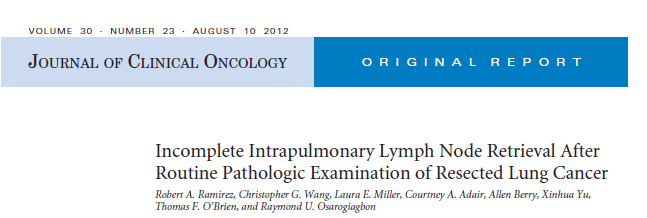 VOLUME 30 · NUMBER 23 · AUGUST 10 2012
JOURNAL OF CLINICAL ONCOLOGY
ORIGINAL REPORT
Incomplete Intrapulmonary Lymph Node Retrieval After
Routine Pathologic Examination of Resected Lung Cancer
Robert A. Ramirez, Christopher G. Wang, Laura E. Miller, Courtney A. Adair, Allen Berry, Xinhua Yu,
Thomas F. O'Brien, and Raymond U. Osarogiagbon